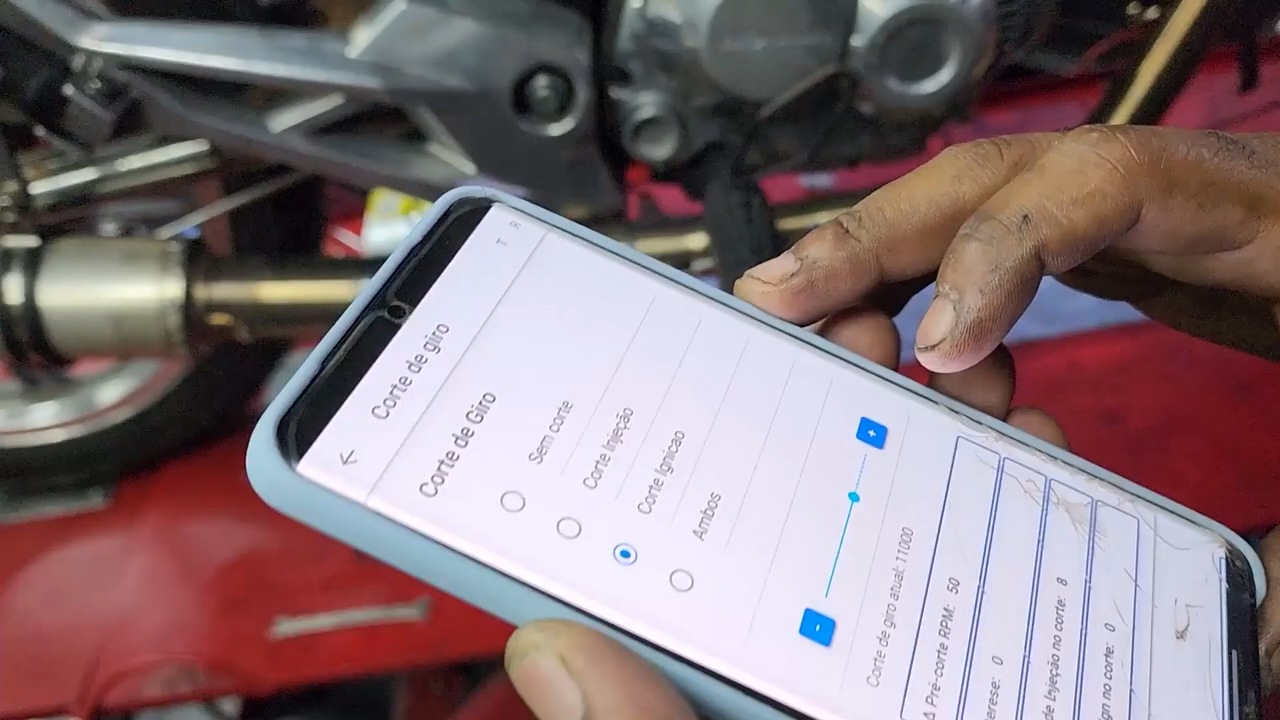 T R
Corte de giro
Corte de Giro
Sem corte
Corte Injeção
Corte Ignicao
Ambos
- +
Corte de giro atual: 11000
Δ Pré-corte RPM: 50
erese: 0
de Injeção no corte: 8
gn no corte: 0